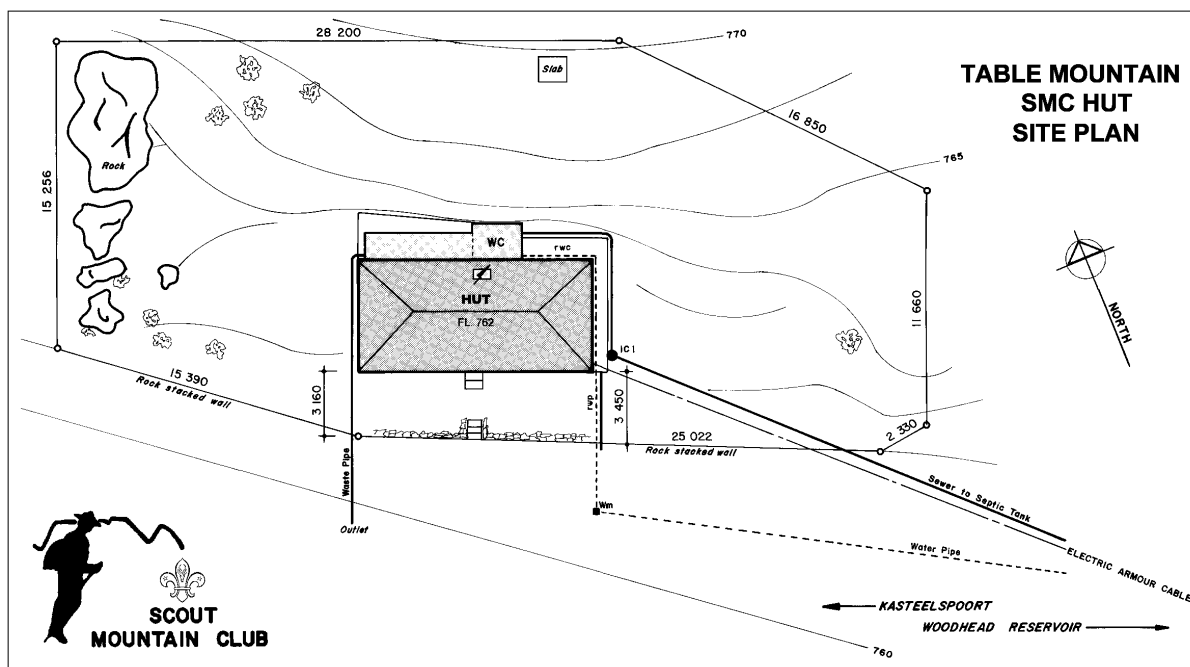 28 200
770
Slab
TABLE MOUNTAIN
SMC HUT
SITE PLAN
16 850
765
Rock
15 256
WC
rwc
HUT
FL 762
11 660
NORTH
IC 1
15 390
Rock stacked wall
3 160
rwp
3 450
25 022
Rock stacked wall
2 330
Waste Pipe
Outlet
Wm
Sewer to Septic Tank
Water Pipe
ELECTRIC ARMOUR CABLE
KASTEELSPOORT
WOODHEAD RESERVOIR
760
SCOUT
MOUNTAIN CLUB